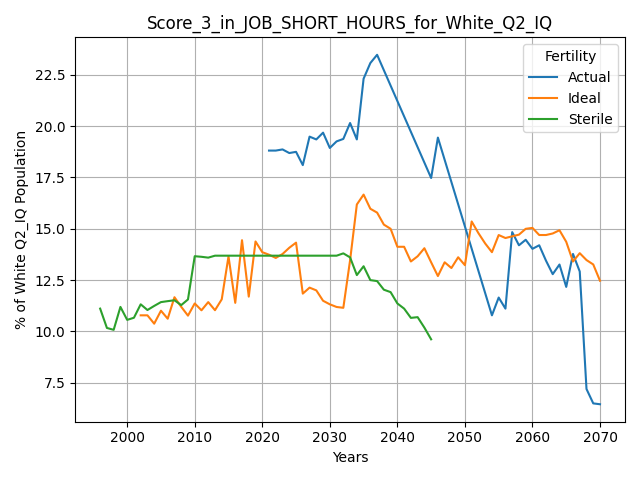 Score_3_in_JOB_SHORT_HOURS_for_White_Q2_IQ
% of White Q2_IQ Population
22.5
20.0
17.5
15.0
12.5
10.0
7.5
Fertility
Actual
Ideal
Sterile
2000
2010
2020
2030
2040
2050
2060
2070
Years